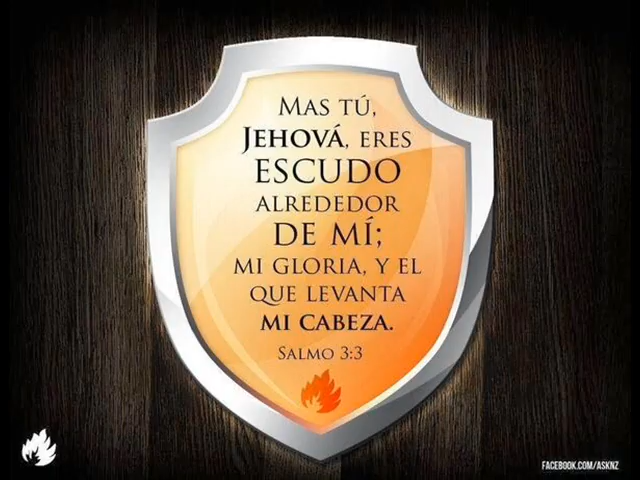 Mas tú,
Jehová, eres
ESCUDO
ALREDEDOR
DE MÍ;
MI GLORIA, Y EL
QUE LEVANTA
MI CABEZA.
Salmo 3:3
FACEBOOK.COM/ASKNZ